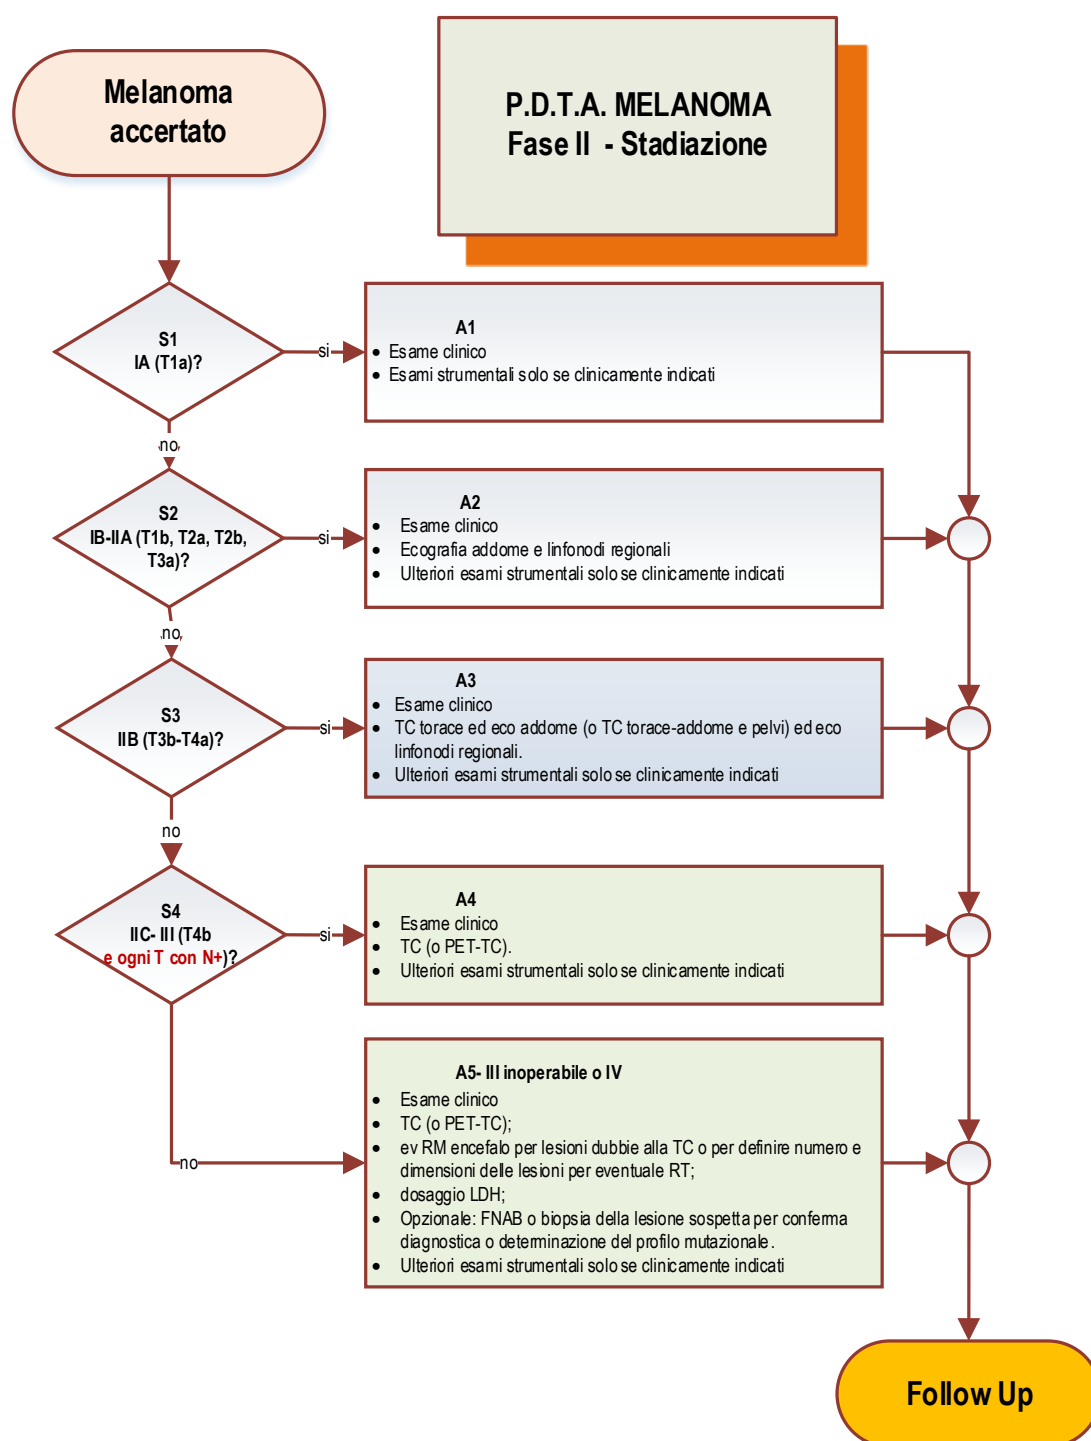 Melanoma
accertato
P.D.T.A. MELANOMA
Fase II - Stadiazione
S1
IA (T1a)?
si
A1
• Esame clinico
• Esami strumentali solo se clinicamente indicati
no
S2
IB-IIA (T1b, T2a, T2b,
T3a)?
si
A2
• Esame clinico
• Ecografia addome e linfonodi regionali
• Ulteriori esami strumentali solo se clinicamente indicati
no
S3
IIB (T3b-T4a)?
si
A3
• Esame clinico
• TC torace ed eco addome (o TC torace-addome e pelvi) ed eco
linfonodi regionali.
• Ulteriori esami strumentali solo se clinicamente indicati
no
S4
IIC- III (T4b
e ogni T con N+)?
si
A4
• Esame clinico
• TC (o PET-TC).
• Ulteriori esami strumentali solo se clinicamente indicati
no
A5- III inoperabile o IV
• Esame clinico
• TC (o PET-TC);
• ev RM encefalo per lesioni dubbie alla TC o per definire numero e
dimensioni delle lesioni per eventuale RT;
• dosaggio LDH;
• Opzionale: FNAB o biopsia della lesione sospetta per conferma
diagnostica o determinazione del profilo mutazionale.
• Ulteriori esami strumentali solo se clinicamente indicati
Follow Up